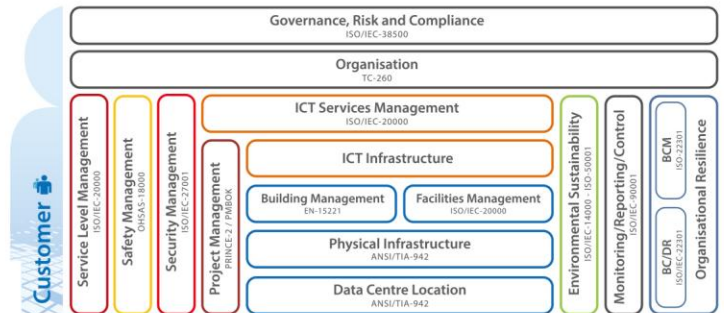 Governance, Risk and Compliance
ISO/IEC-38500
Organisation
TC-260
Customer
Service Level Management
ISO/IEC-20000
Safety Management
OHSAS-18000
Security Management
ISO/IEC-27001
Project Management
PRINCE-2 / PMBOK
ICT Services Management
ISO/IEC-20000
ICT Infrastructure
Building Management
EN-15221
Facilities Management
ISO/IEC-20000
Physical Infrastructure
ANSI/TIA-942
Data Centre Location
ANSI/TIA-942
Environmental Sustainability
ISO/IEC-14000 - ISO-50001
Monitoring/Reporting/Control
ISO/IEC-90001
BCM
ISO-22301
BC/DR
ISO/IEC-22301
Organisational Resilience